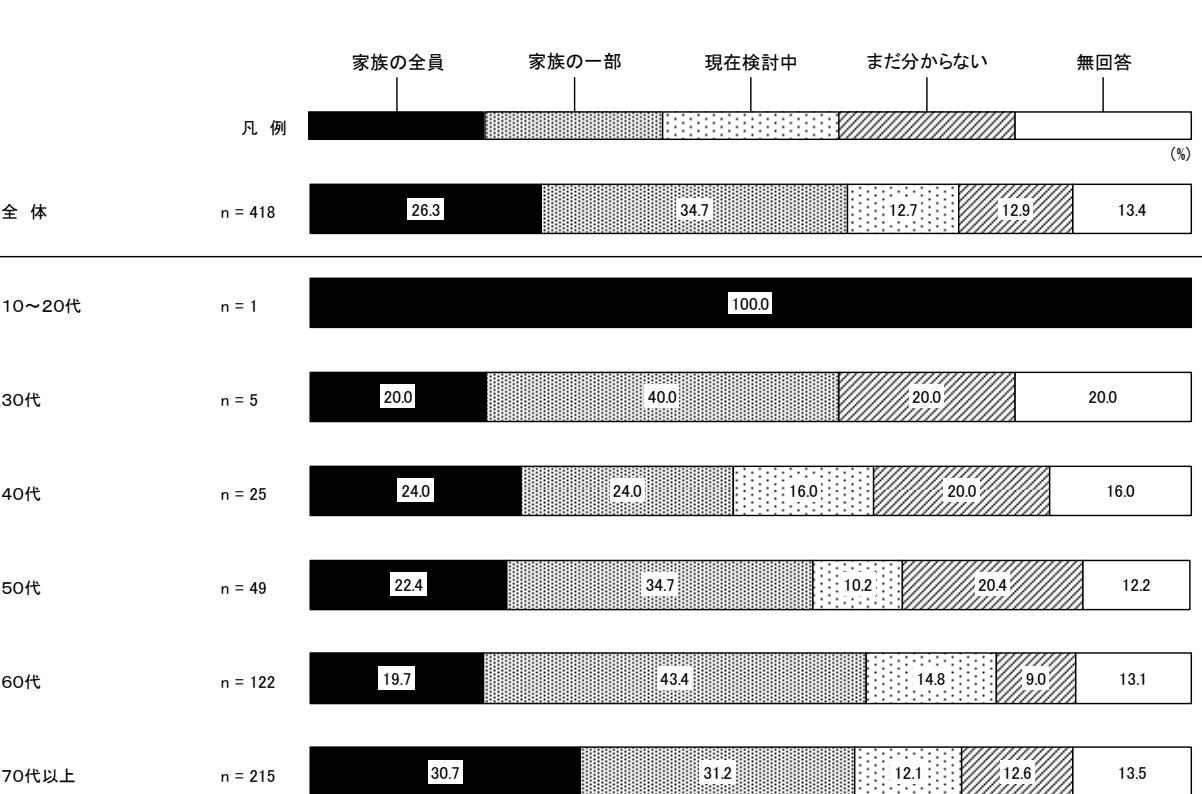 家族の全員 家族の一部 現在検討中 まだ分からない 無回答
凡 例
(%)
全 体 n = 418 26.3 34.7 12.7 12.9 13.4
10～20代 n = 1 100.0
30代 n = 5 20.0 40.0 20.0 20.0
40代 n = 25 24.0 24.0 16.0 20.0 16.0
50代 n = 49 22.4 34.7 10.2 20.4 12.2
60代 n = 122 19.7 43.4 14.8 9.0 13.1
70代以上 n = 215 30.7 31.2 12.1 12.6 13.5